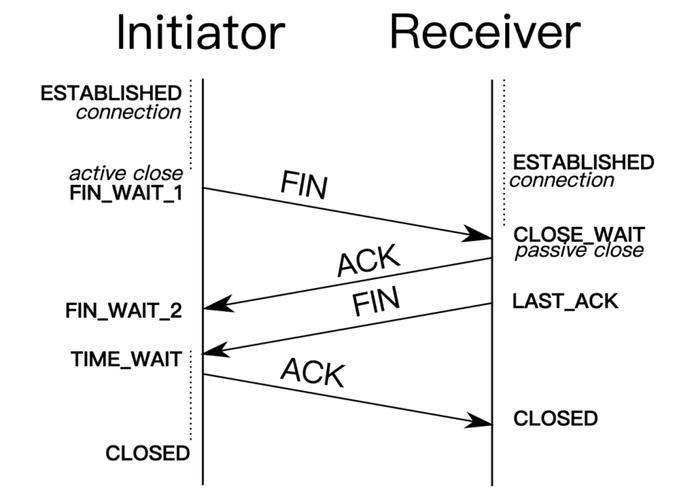 Initiator
Receiver
ESTABLISHED
connection
ESTABLISHED
connection
active close
FIN_WAIT_1
FIN
CLOSE_WAIT
passive close
ACK
FIN_WAIT_2
FIN
LAST_ACK
TIME_WAIT
ACK
CLOSED
CLOSED